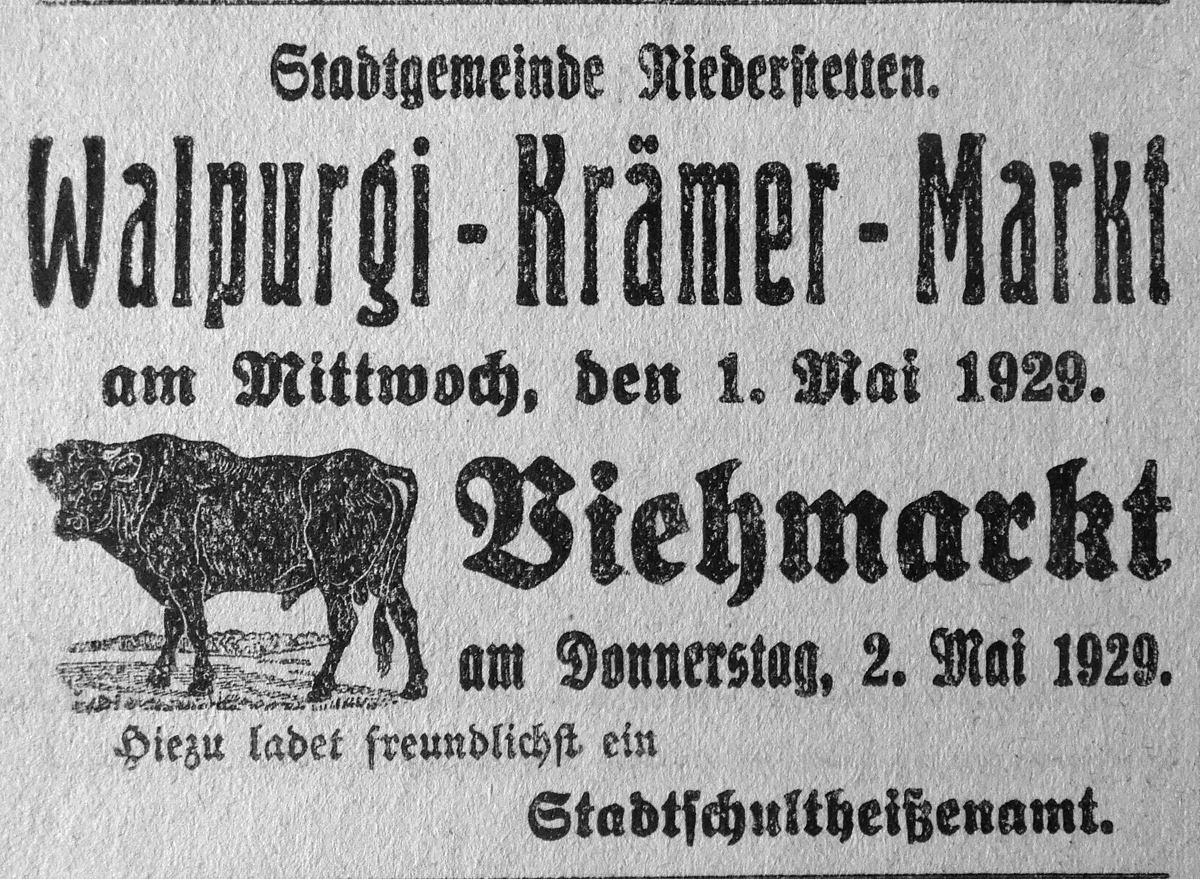 Stadtgemeinde Niederstetten.
Walpurgi-Krämer-Markt
am Mittwoch, den 1. Mai 1929.
Viehmarkt
am Donnerstag, 2. Mai 1929.
Hiezu ladet freundlichst ein
Stadtschultheißenamt.